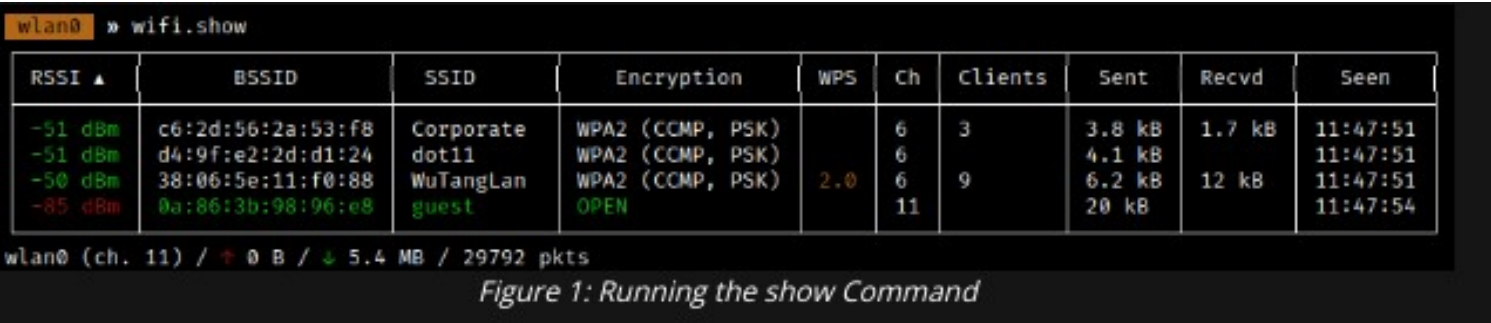 wlan0 » wifi.show
RSSI ▲ BSSID SSID Encryption WPS Ch Clients Sent Recvd Seen
-51 dBm c6:2d:56:2a:53:f8 Corporate WPA2 (CCMP, PSK) 6 3 3.8 kB 1.7 kB 11:47:51
-51 dBm d4:9f:e2:2d:d1:24 dot11 WPA2 (CCMP, PSK) 6 4.1 kB 11:47:51
-50 dBm 38:06:5e:11:f0:88 WuTangLan WPA2 (CCMP, PSK) 2.0 6 9 6.2 kB 12 kB 11:47:51
-85 dBm 0a:86:3b:98:96:e8 guest OPEN 11 20 kB 11:47:54
wlan0 (ch. 11) / ↑ 0 B / ↓ 5.4 MB / 29792 pkts
Figure 1: Running the show Command